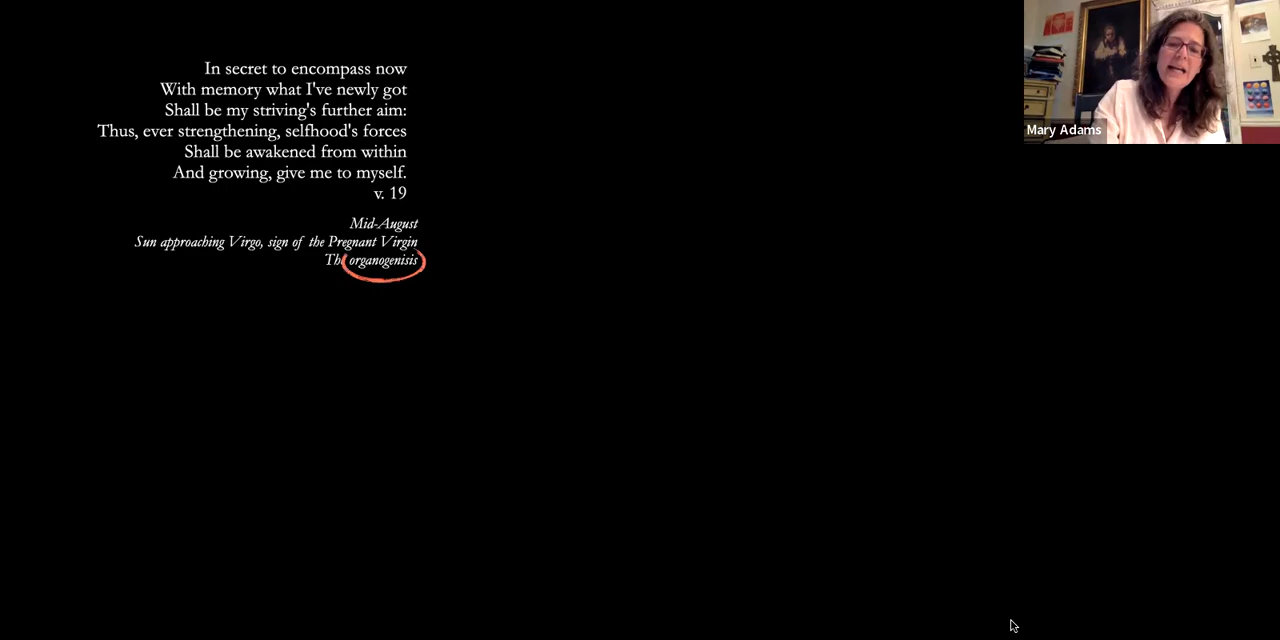 In secret to encompass now
With memory what I've newly got
Shall be my striving's further aim:
Thus, ever strengthening, selfhood's forces
Shall be awakened from within
And growing, give me to myself.
v. 19
Mid-August
Sun approaching Virgo, sign of the Pregnant Virgin
The organogenisis
Mary Adams